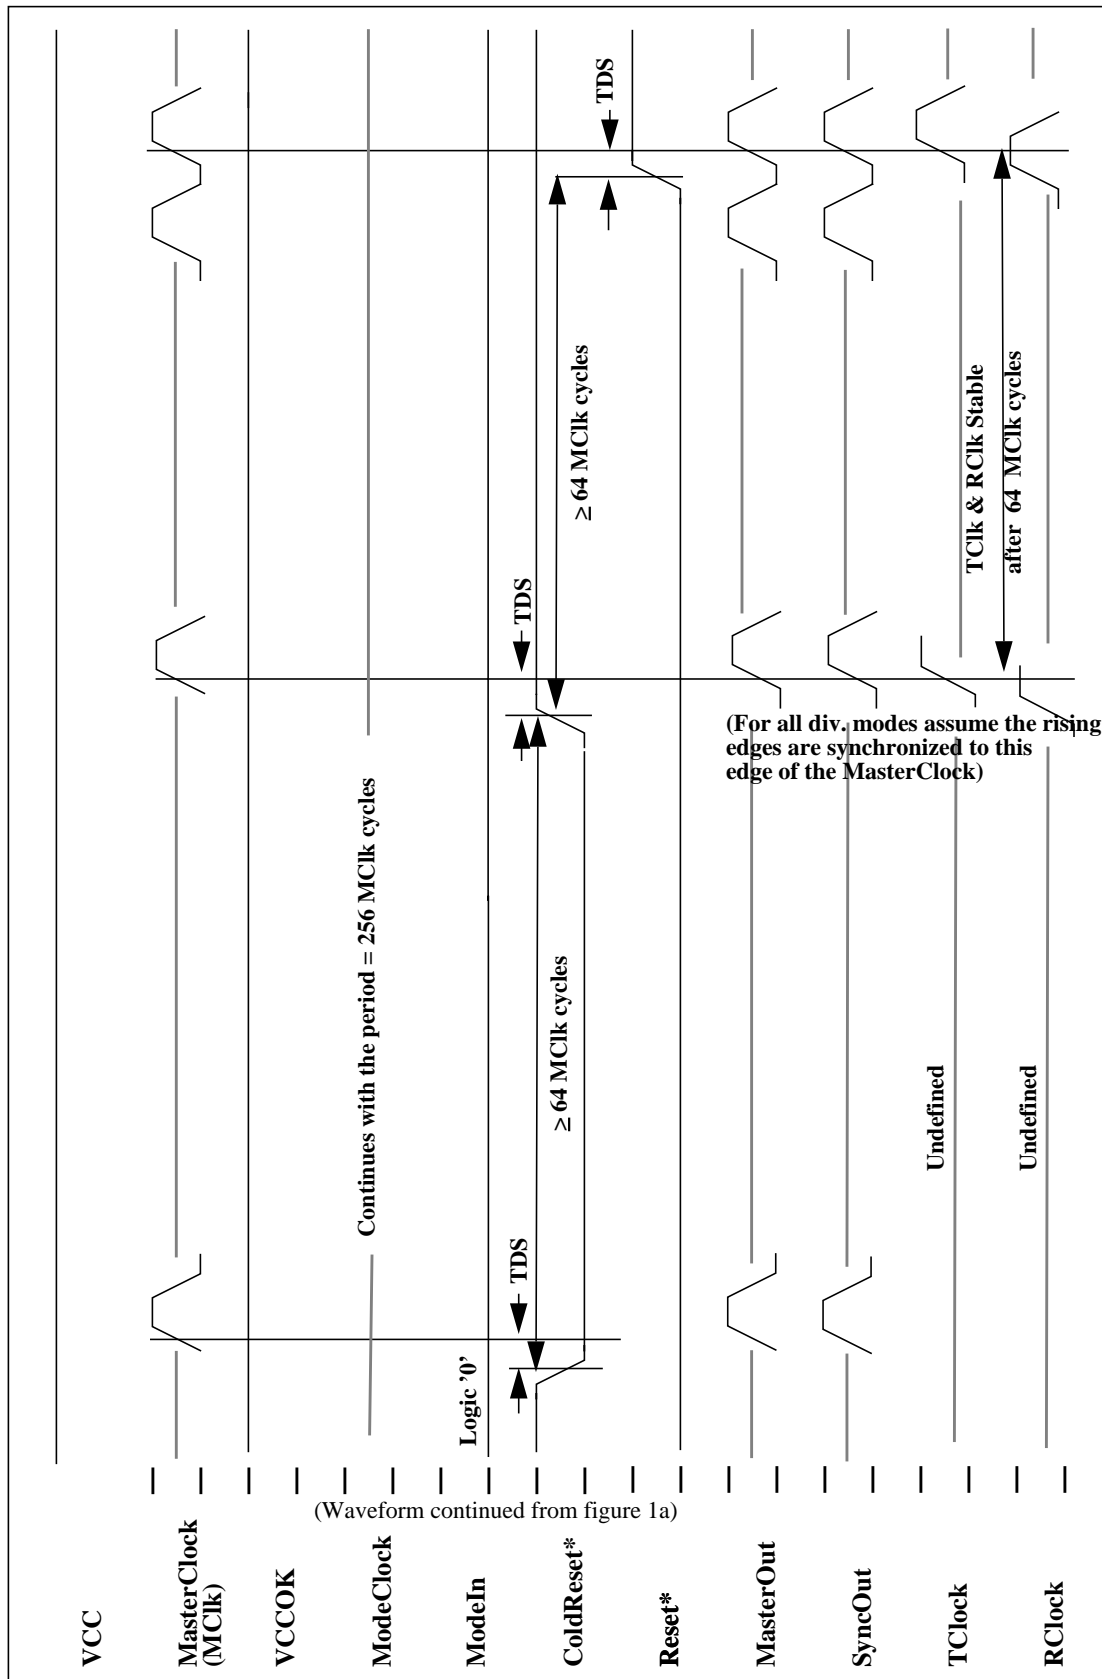 VCC
MasterClock
(MClk)
VCCOK
ModeClock
ModeIn
ColdReset*
Reset*
MasterOut
SyncOut
TClock
RClock
(Waveform continued from figure 1a)
Continues with the period = 256 MClk cycles
Logic '0'
TDS
≥ 64 MClk cycles
TDS
≥ 64 MClk cycles
TDS
(For all div. modes assume the rising
edges are synchronized to this
edge of the MasterClock)
Undefined
Undefined
TClk & RClk Stable
after 64 MClk cycles